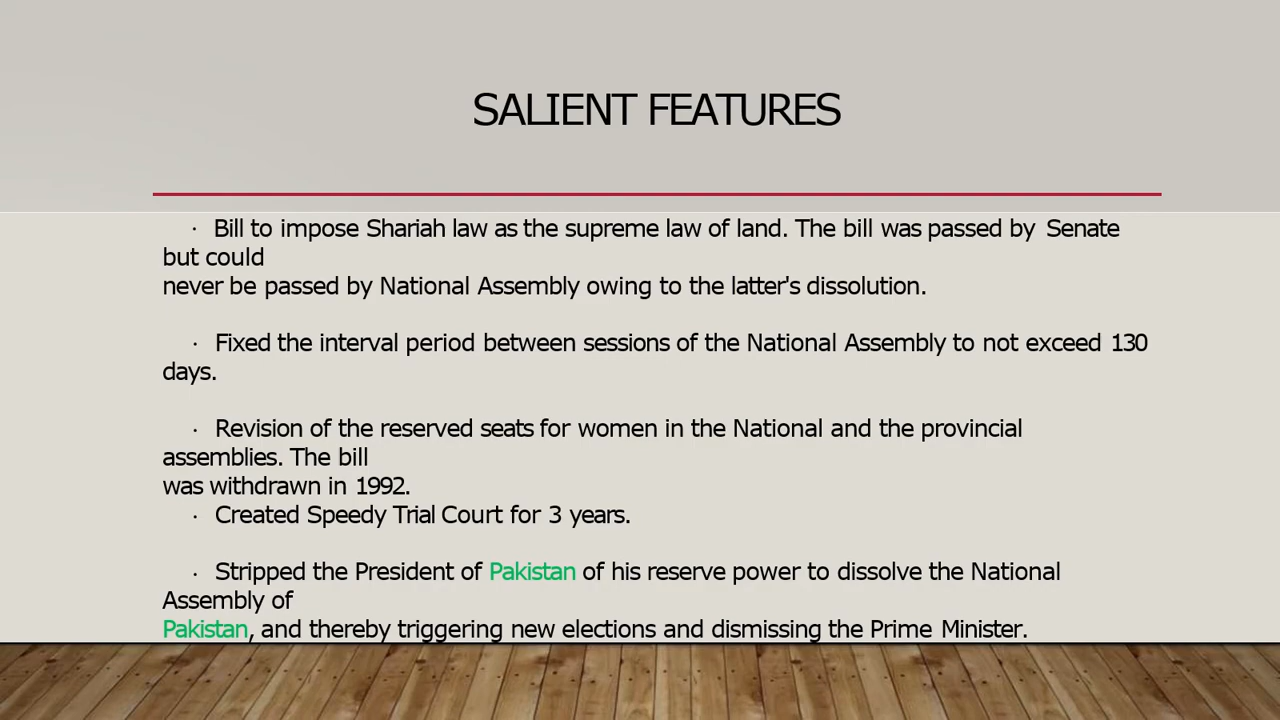 SALIENT FEATURES
· Bill to impose Shariah law as the supreme law of land. The bill was passed by Senate
but could
never be passed by National Assembly owing to the latter's dissolution.
· Fixed the interval period between sessions of the National Assembly to not exceed 130
days.
· Revision of the reserved seats for women in the National and the provincial
assemblies. The bill
was withdrawn in 1992.
· Created Speedy Trial Court for 3 years.
· Stripped the President of Pakistan of his reserve power to dissolve the National
Assembly of
Pakistan, and thereby triggering new elections and dismissing the Prime Minister.